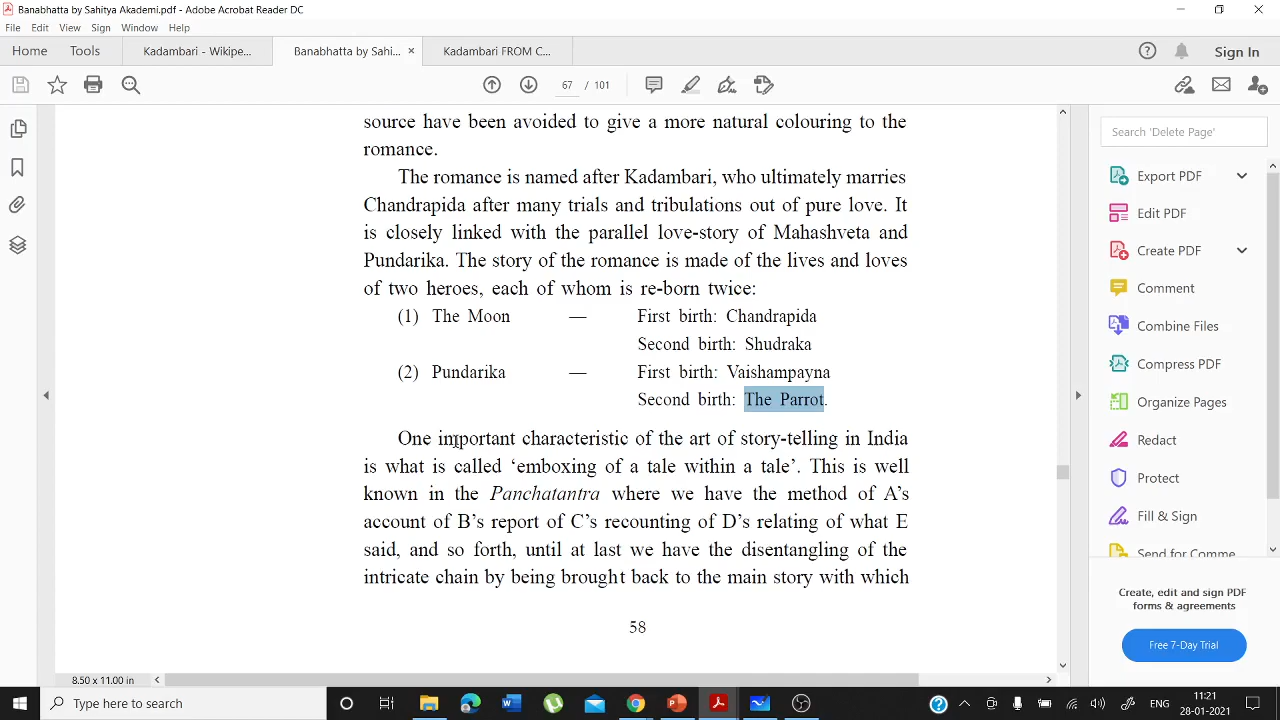 Banabhatta by Sahitya Akademi.pdf - Adobe Acrobat Reader DC
File Edit View Sign Window Help
Home Tools Kadambari - Wikipe... Banabhatta by Sahi... × Kadambari FROM C... Sign In
67 / 101
source have been avoided to give a more natural colouring to the
romance.
The romance is named after Kadambari, who ultimately marries
Chandrapida after many trials and tribulations out of pure love. It
is closely linked with the parallel love-story of Mahashveta and
Pundarika. The story of the romance is made of the lives and loves
of two heroes, each of whom is re-born twice:
(1) The Moon — First birth: Chandrapida
Second birth: Shudraka
(2) Pundarika — First birth: Vaishampayna
Second birth: The Parrot.
One important characteristic of the art of story-telling in India
is what is called ‘emboxing of a tale within a tale’. This is well
known in the Panchatantra where we have the method of A’s
account of B’s report of C’s recounting of D’s relating of what E
said, and so forth, until at last we have the disentangling of the
intricate chain by being brought back to the main story with which
58
8.50 x 11.00 in
Search 'Delete Page'
Export PDF
Edit PDF
Create PDF
Comment
Combine Files
Compress PDF
Organize Pages
Redact
Protect
Fill & Sign
Send for Comme
Create, edit and sign PDF
forms & agreements
Free 7-Day Trial
Type here to search
ENG
11:21
28-01-2021